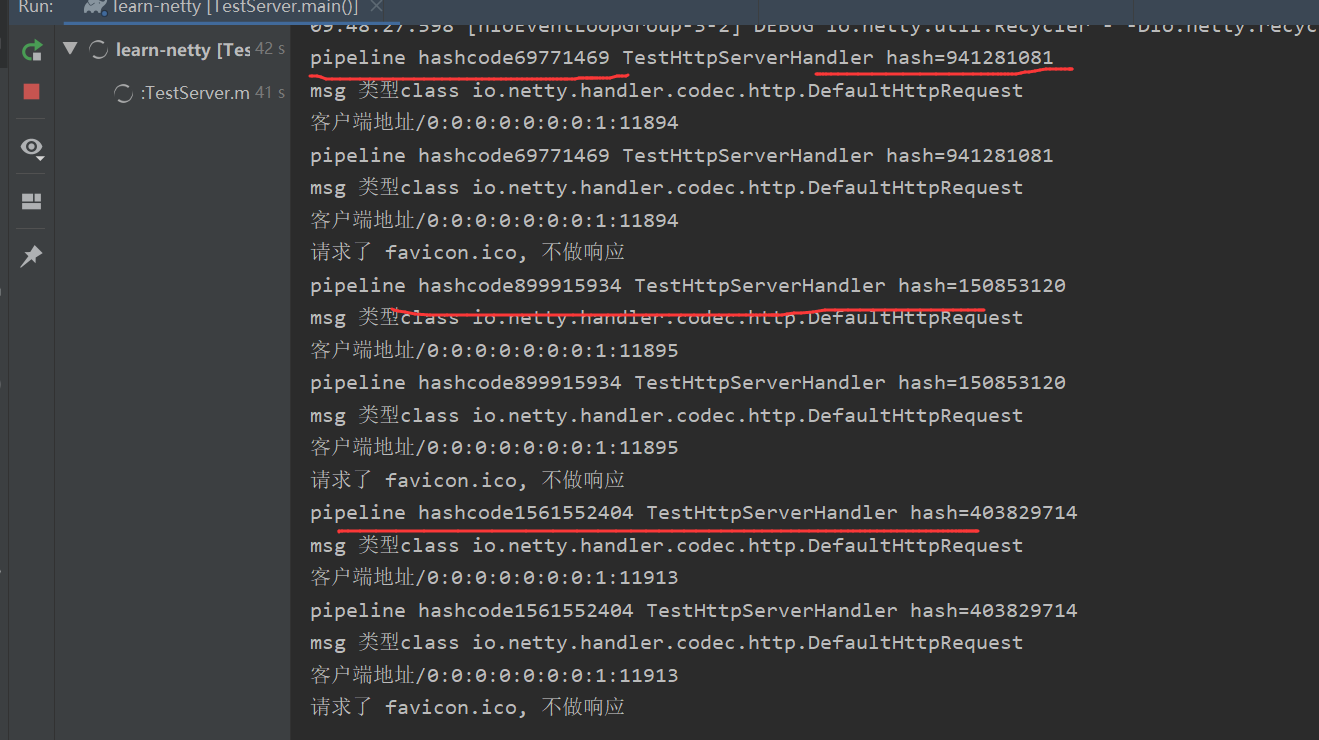 Run: learn-netty [TestServer.main()] ×
learn-netty [Tes 42 s
:TestServer.m 41 s
09:48:27.598 [nioEventLoopGroup-3-2] DEBUG io.netty.util.Recycler - -Dio.netty.recyc
pipeline hashcode69771469 TestHttpServerHandler hash=941281081
msg 类型class io.netty.handler.codec.http.DefaultHttpRequest
客户端地址/0:0:0:0:0:0:0:1:11894
pipeline hashcode69771469 TestHttpServerHandler hash=941281081
msg 类型class io.netty.handler.codec.http.DefaultHttpRequest
客户端地址/0:0:0:0:0:0:0:1:11894
请求了 favicon.ico, 不做响应
pipeline hashcode899915934 TestHttpServerHandler hash=150853120
msg 类型class io.netty.handler.codec.http.DefaultHttpRequest
客户端地址/0:0:0:0:0:0:0:1:11895
pipeline hashcode899915934 TestHttpServerHandler hash=150853120
msg 类型class io.netty.handler.codec.http.DefaultHttpRequest
客户端地址/0:0:0:0:0:0:0:1:11895
请求了 favicon.ico, 不做响应
pipeline hashcode1561552404 TestHttpServerHandler hash=403829714
msg 类型class io.netty.handler.codec.http.DefaultHttpRequest
客户端地址/0:0:0:0:0:0:0:1:11913
pipeline hashcode1561552404 TestHttpServerHandler hash=403829714
msg 类型class io.netty.handler.codec.http.DefaultHttpRequest
客户端地址/0:0:0:0:0:0:0:1:11913
请求了 favicon.ico, 不做响应